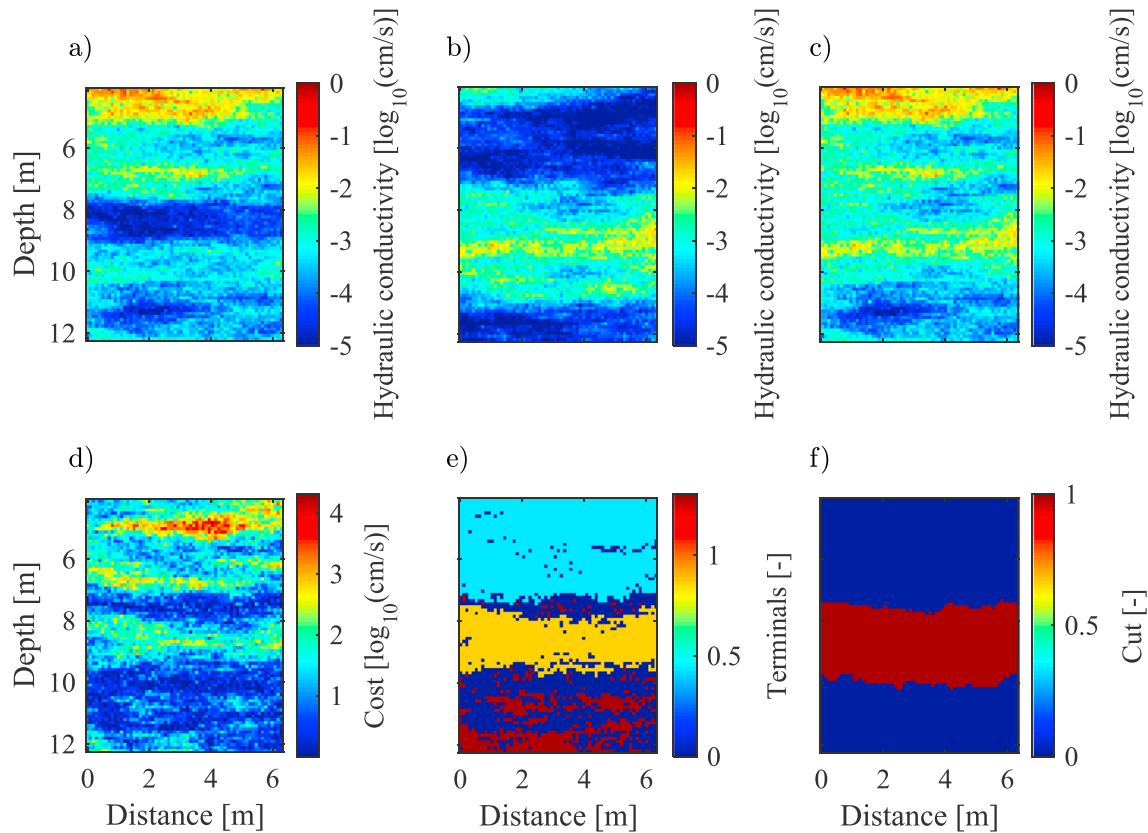 a)
b)
c)
0
-1
-2
-3
-4
-5
Hydraulic conductivity [log10(cm/s)]
0
-1
-2
-3
-4
-5
Hydraulic conductivity [log10(cm/s)]
0
-1
-2
-3
-4
-5
Hydraulic conductivity [log10(cm/s)]
Depth [m]
6
8
10
12
d)
e)
f)
Depth [m]
6
8
10
12
0 2 4 6
Distance [m]
4
3
2
1
Cost [log10(cm/s))]
0 2 4 6
Distance [m]
1
0.5
0
Terminals [-]
0 2 4 6
Distance [m]
1
0.5
0
Cut [-]